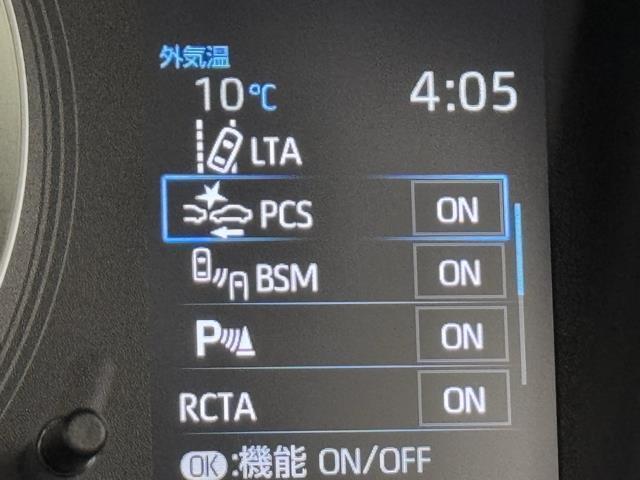 外気温
10℃ 4:05
LTA
PCS ON
BSM ON
P ON
RCTA ON
OK:機能 ON/OFF